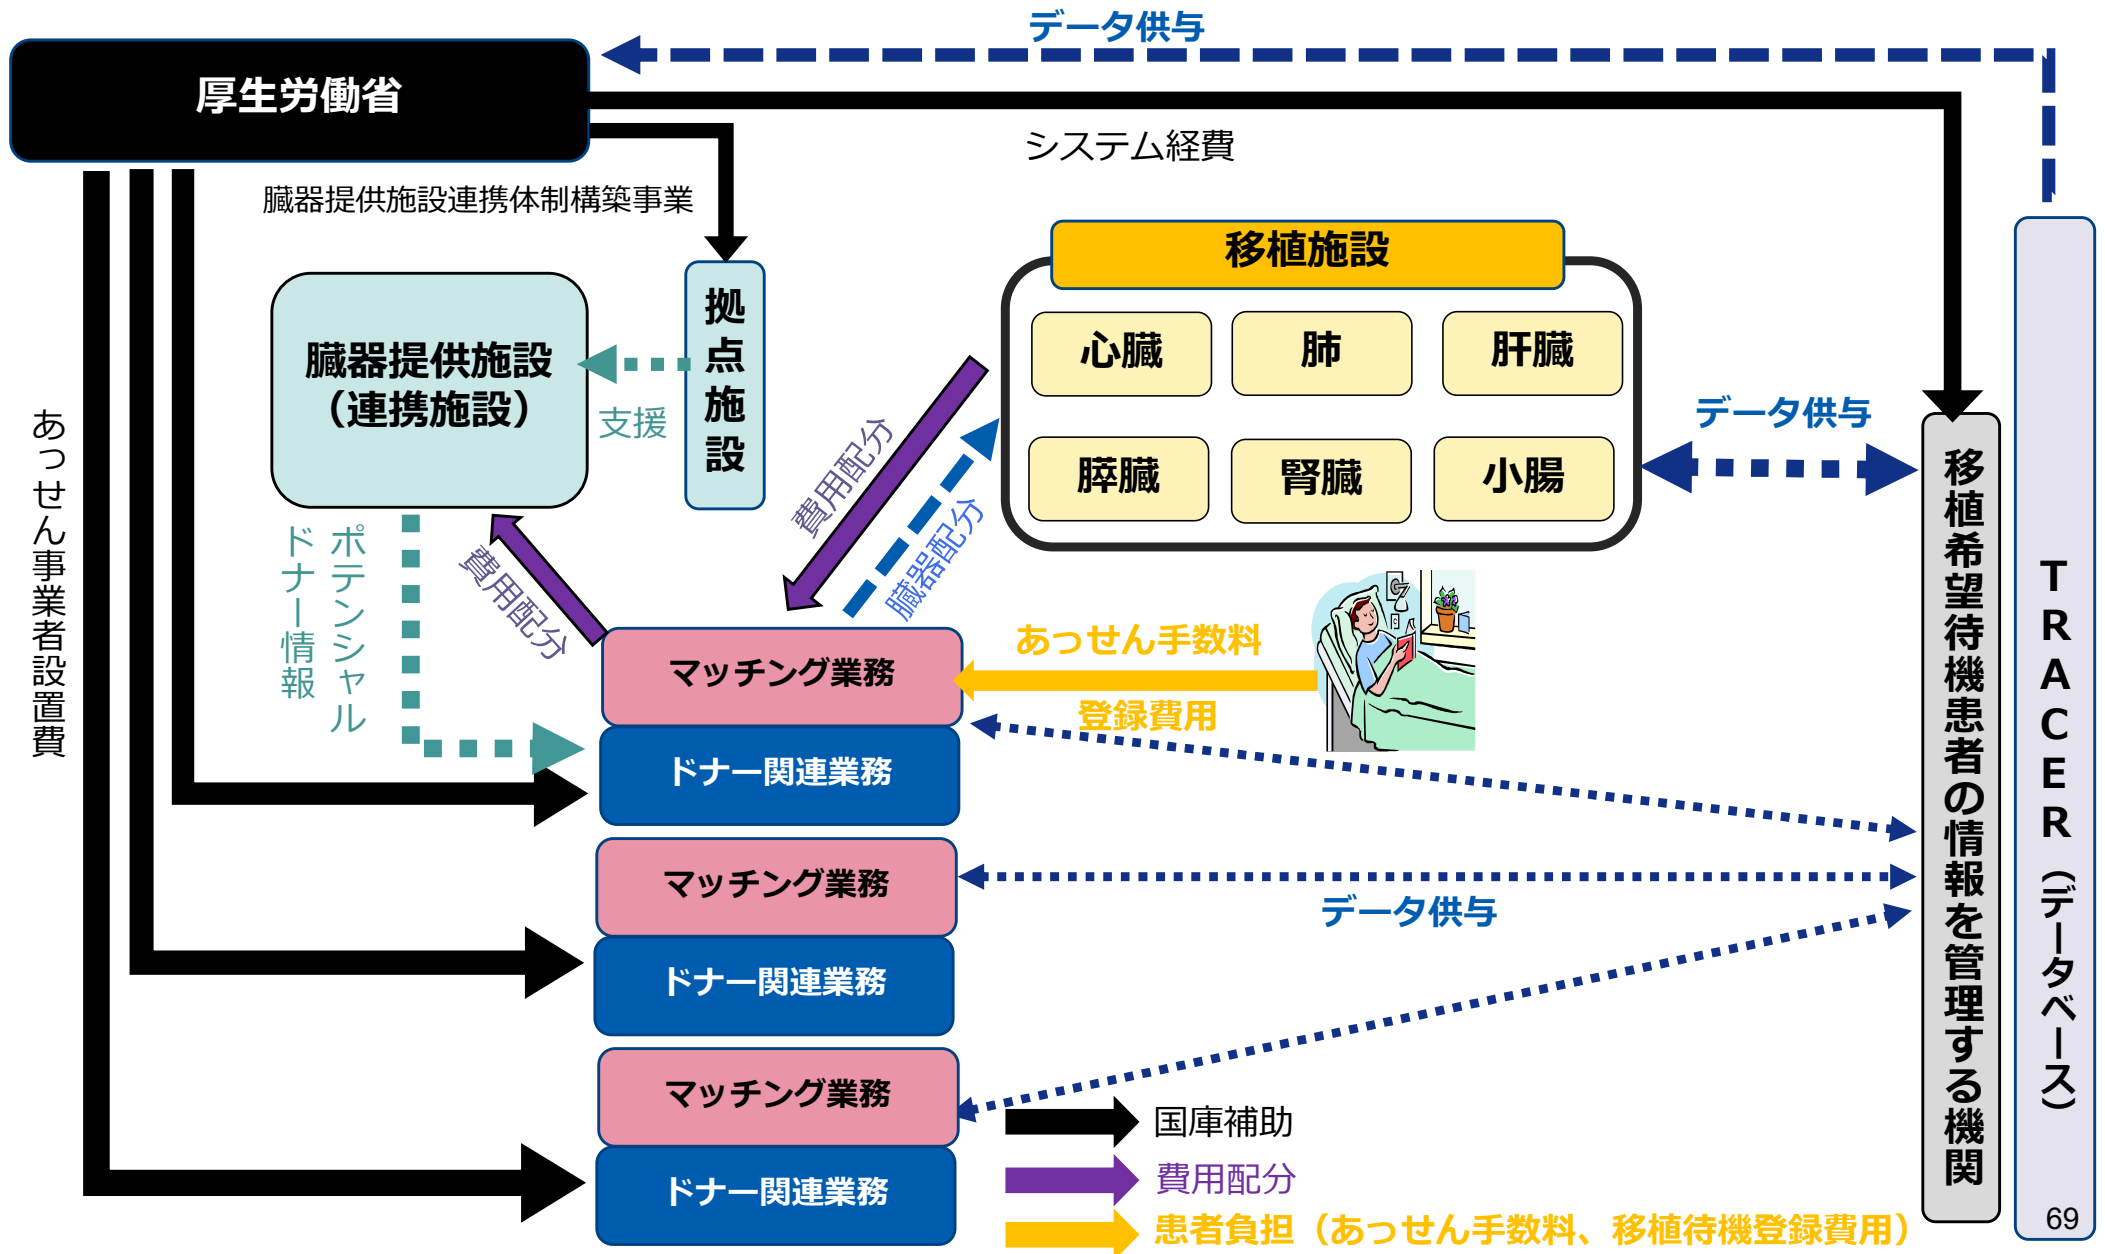 データ供与
厚生労働省
システム経費
臓器提供施設連携体制構築事業
移植施設
心臓
肺
肝臓
膵臓
腎臓
小腸
拠点施設
臓器提供施設
（連携施設）
支援
データ供与
費用配分
臓器配分
費用配分
ポテンシャル
ドナー情報
あっせん事業者設置費
あっせん手数料
登録費用
マッチング業務
ドナー関連業務
マッチング業務
ドナー関連業務
マッチング業務
ドナー関連業務
データ供与
移植希望待機患者の情報を管理する機関
TRACER（データベース）
国庫補助
費用配分
患者負担（あっせん手数料、移植待機登録費用）
69